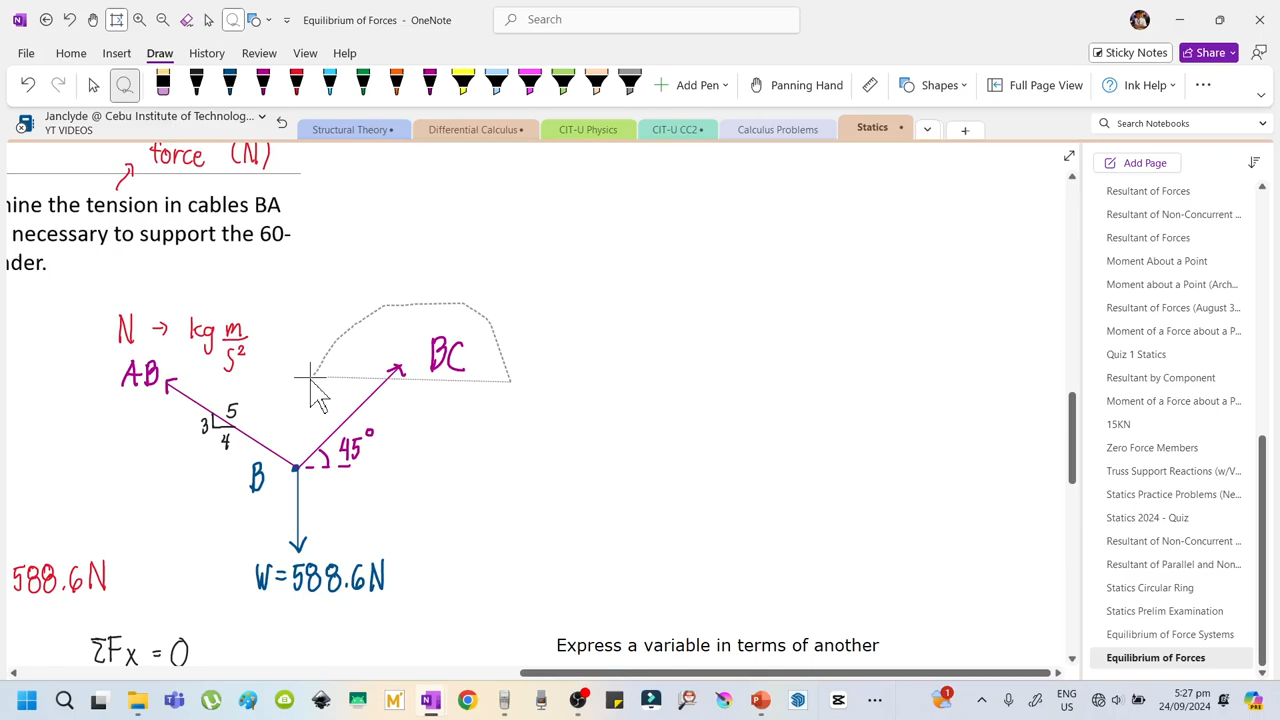 Equilibrium of Forces - OneNote
Search
File
Home
Insert
Draw
History
Review
View
Help
Sticky Notes
Share
Add Pen
Panning Hand
Shapes
Full Page View
Ink Help
Janclyde @ Cebu Institute of Technolog...
YT VIDEOS
Structural Theory
Differential Calculus
CIT-U Physics
CIT-U CC2
Calculus Problems
Statics
Search Notebooks
force (N)
Add Page
nine the tension in cables BA
necessary to support the 60-
nder.
N → kg m/s²
AB
BC
5
3
4
45°
B
W=588.6N
588.6N
ΣFx = 0
Express a variable in terms of another
Resultant of Forces
Resultant of Non-Concurrent ...
Resultant of Forces
Moment About a Point
Moment about a Point (Arch...
Resultant of Forces (August 3...
Moment of a Force about a P...
Quiz 1 Statics
Resultant by Component
Moment of a Force about a P...
15KN
Zero Force Members
Truss Support Reactions (w/V...
Statics Practice Problems (Ne...
Statics 2024 - Quiz
Resultant of Non-Concurrent ...
Resultant of Parallel and Non...
Statics Circular Ring
Statics Prelim Examination
Equilibrium of Force Systems
Equilibrium of Forces
1
ENG
US
5:27 pm
24/09/2024